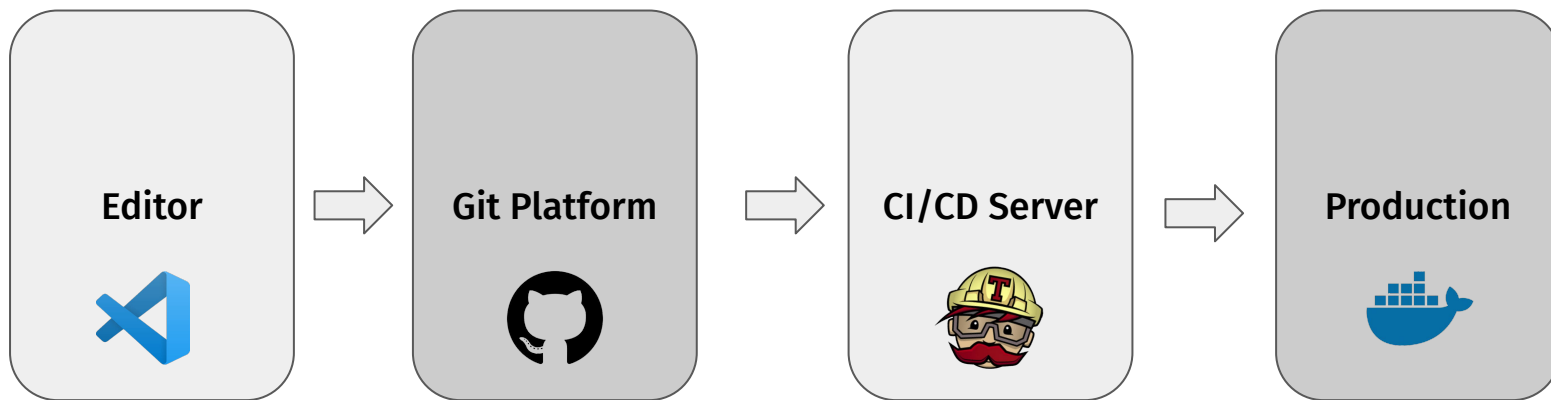 Editor
Git Platform
CI/CD Server
Production
T